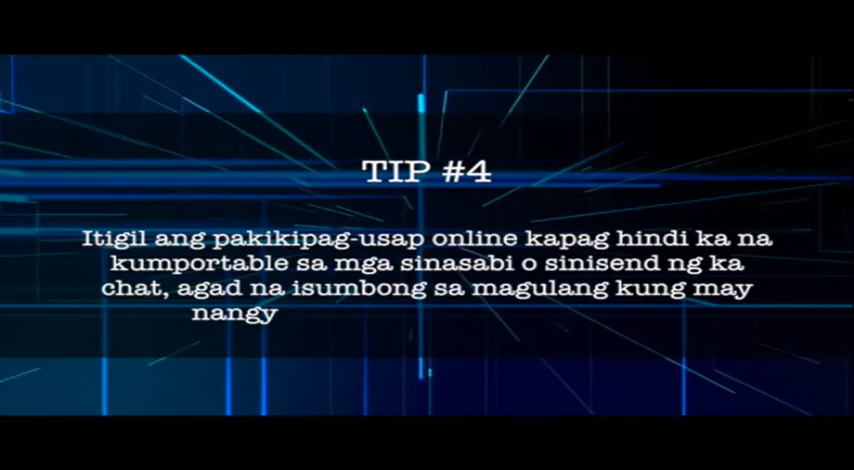 TIP #4
Itigil ang pakikipag-usap online kapag hindi ka na
kumportable sa mga sinasabi o sinisend ng ka
chat, agad na isumbong sa magulang kung may
nangy